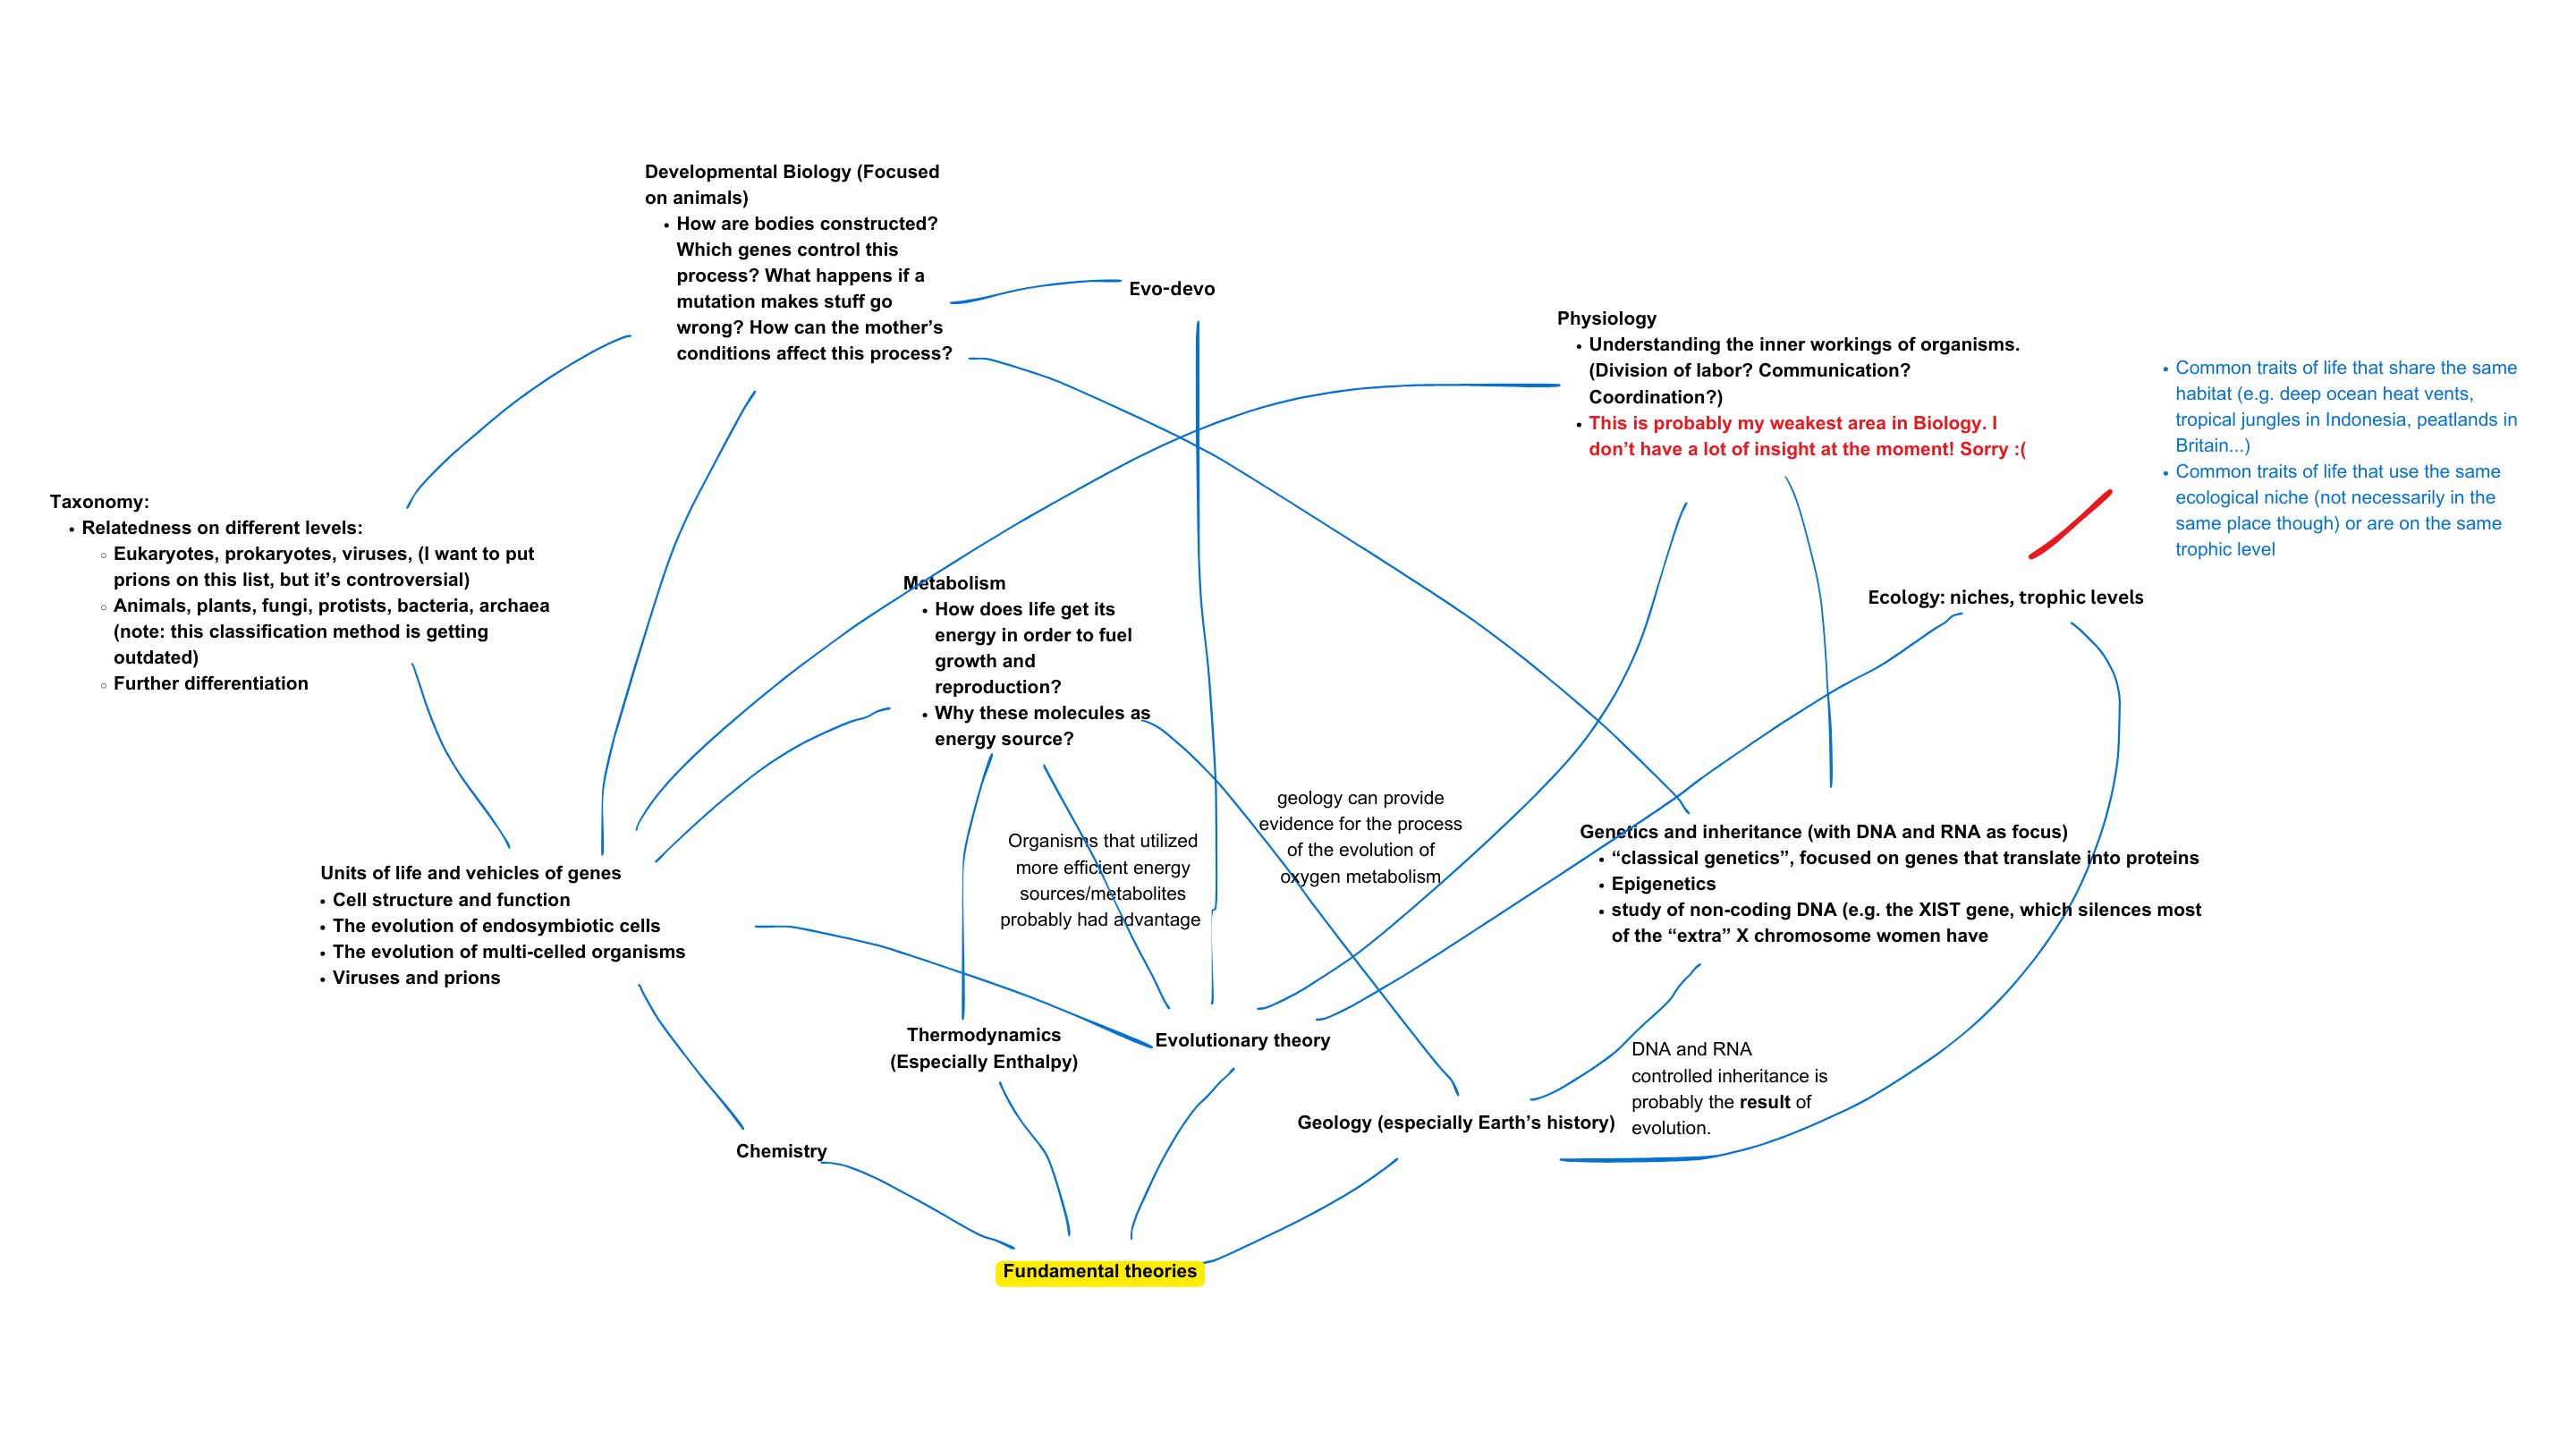 Developmental Biology (Focused
on animals)
• How are bodies constructed?
Which genes control this
process? What happens if a
mutation makes stuff go
wrong? How can the mother’s
conditions affect this process?
Evo-devo
Physiology
• Understanding the inner workings of organisms.
(Division of labor? Communication?
Coordination?)
• This is probably my weakest area in Biology. I
don’t have a lot of insight at the moment! Sorry :(
• Common traits of life that share the same
habitat (e.g. deep ocean heat vents,
tropical jungles in Indonesia, peatlands in
Britain...)
• Common traits of life that use the same
ecological niche (not necessarily in the
same place though) or are on the same
trophic level
Taxonomy:
• Relatedness on different levels:
◦ Eukaryotes, prokaryotes, viruses, (I want to put
prions on this list, but it’s controversial)
◦ Animals, plants, fungi, protists, bacteria, archaea
(note: this classification method is getting
outdated)
◦ Further differentiation
Metabolism
• How does life get its
energy in order to fuel
growth and
reproduction?
• Why these molecules as
energy source?
Ecology: niches, trophic levels
Organisms that utilized
more efficient energy
sources/metabolites
probably had advantage
geology can provide
evidence for the process
of the evolution of
oxygen metabolism
Genetics and inheritance (with DNA and RNA as focus)
• “classical genetics”, focused on genes that translate into proteins
• Epigenetics
• study of non-coding DNA (e.g. the XIST gene, which silences most
of the “extra” X chromosome women have
Units of life and vehicles of genes
• Cell structure and function
• The evolution of endosymbiotic cells
• The evolution of multi-celled organisms
• Viruses and prions
Thermodynamics
(Especially Enthalpy)
Evolutionary theory
DNA and RNA
controlled inheritance is
probably the result of
evolution.
Geology (especially Earth’s history)
Chemistry
Fundamental theories